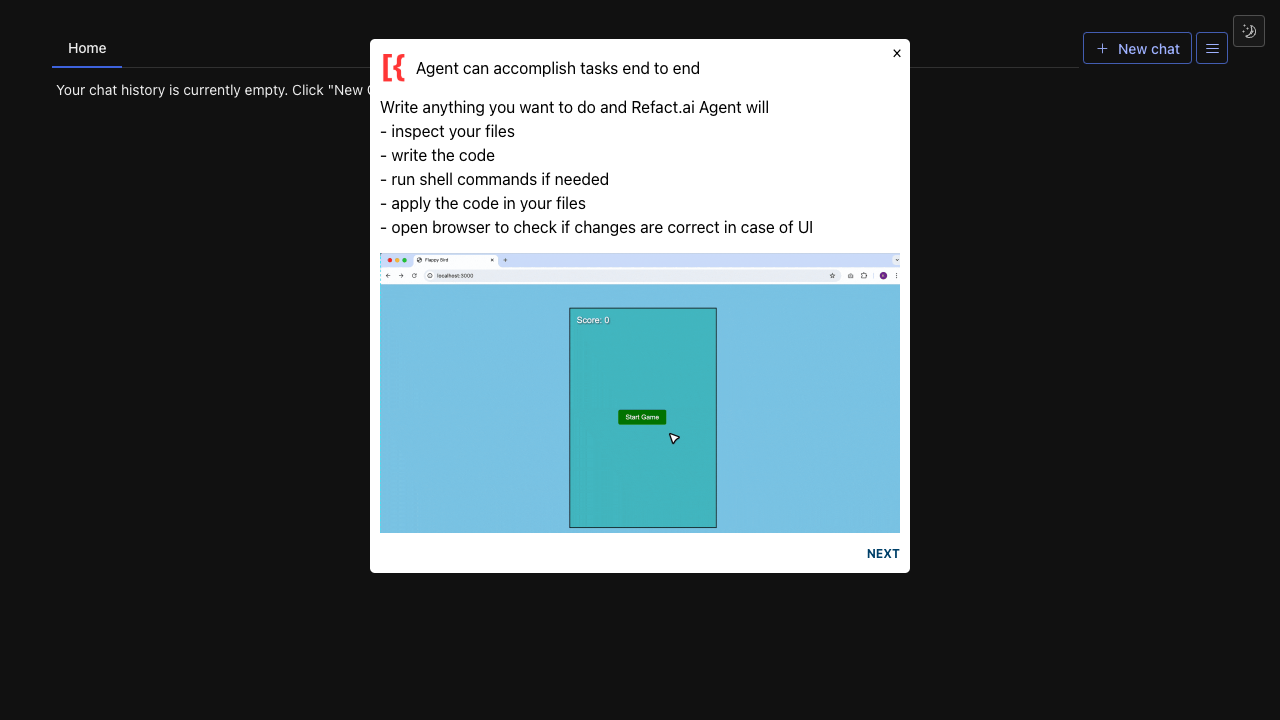 Home
New chat
Your chat history is currently empty. Click "New
Agent can accomplish tasks end to end
Write anything you want to do and Refact.ai Agent will
- inspect your files
- write the code
- run shell commands if needed
- apply the code in your files
- open browser to check if changes are correct in case of UI
Flappy Bird
localhost:3000
Score: 0
Start Game
NEXT